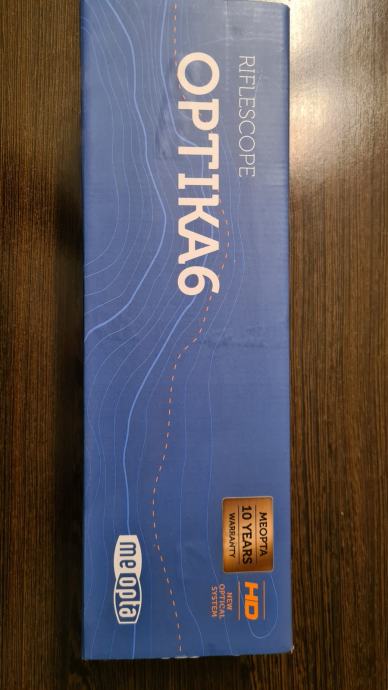 RIFLESCOPE
OPTIKA6
MEOPTA
10 YEARS
WARRANTY
HD
NEW
OPTICAL
SYSTEM
meopta